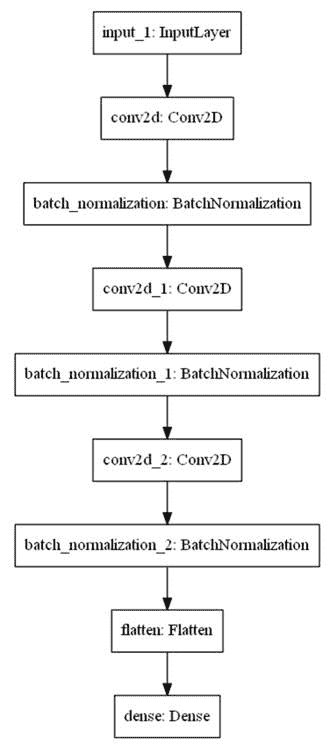 input_1: InputLayer
conv2d: Conv2D
batch_normalization: BatchNormalization
conv2d_1: Conv2D
batch_normalization_1: BatchNormalization
conv2d_2: Conv2D
batch_normalization_2: BatchNormalization
flatten: Flatten
dense: Dense